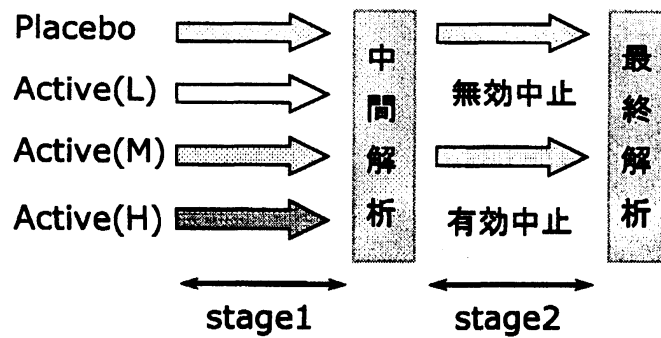 Placebo
Active(L)
Active(M)
Active(H)
中間解析
無効中止
有効中止
最終解析
stage1
stage2